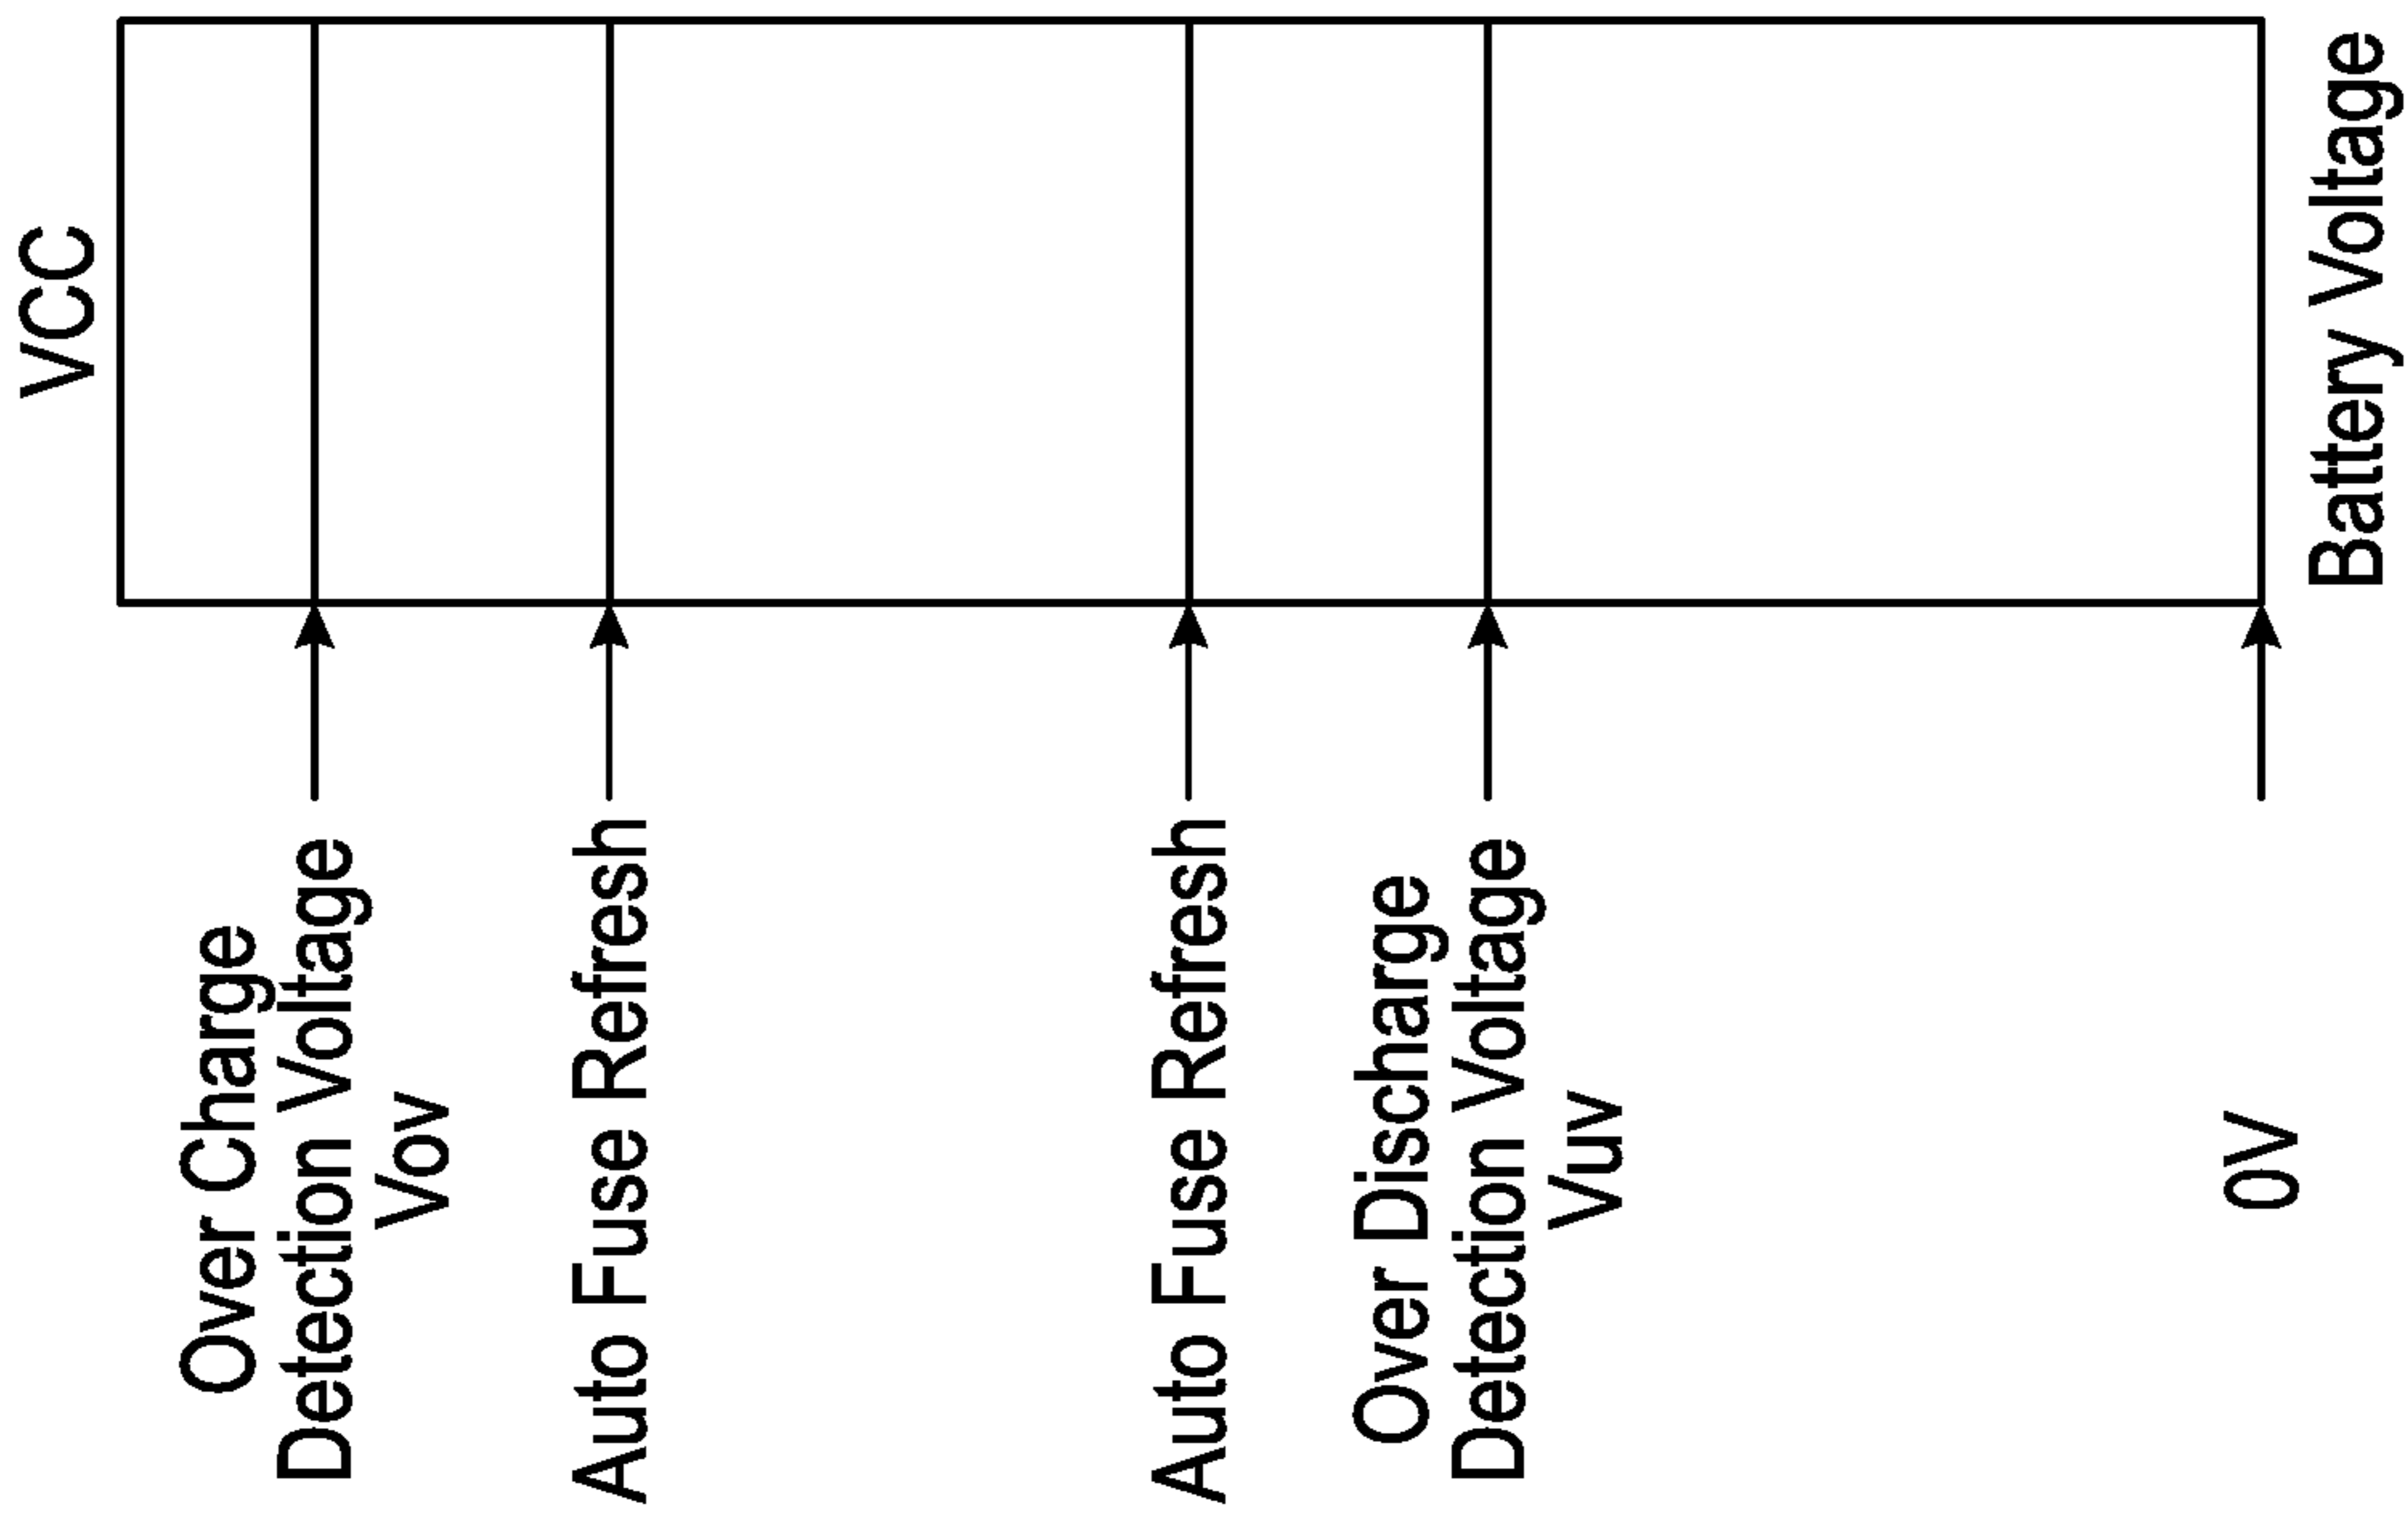 VCC
Over Charge
Detection Voltage
Vov
Auto Fuse Refresh
Auto Fuse Refresh
Over Discharge
Detection Voltage
Vuv
0V
Battery Voltage